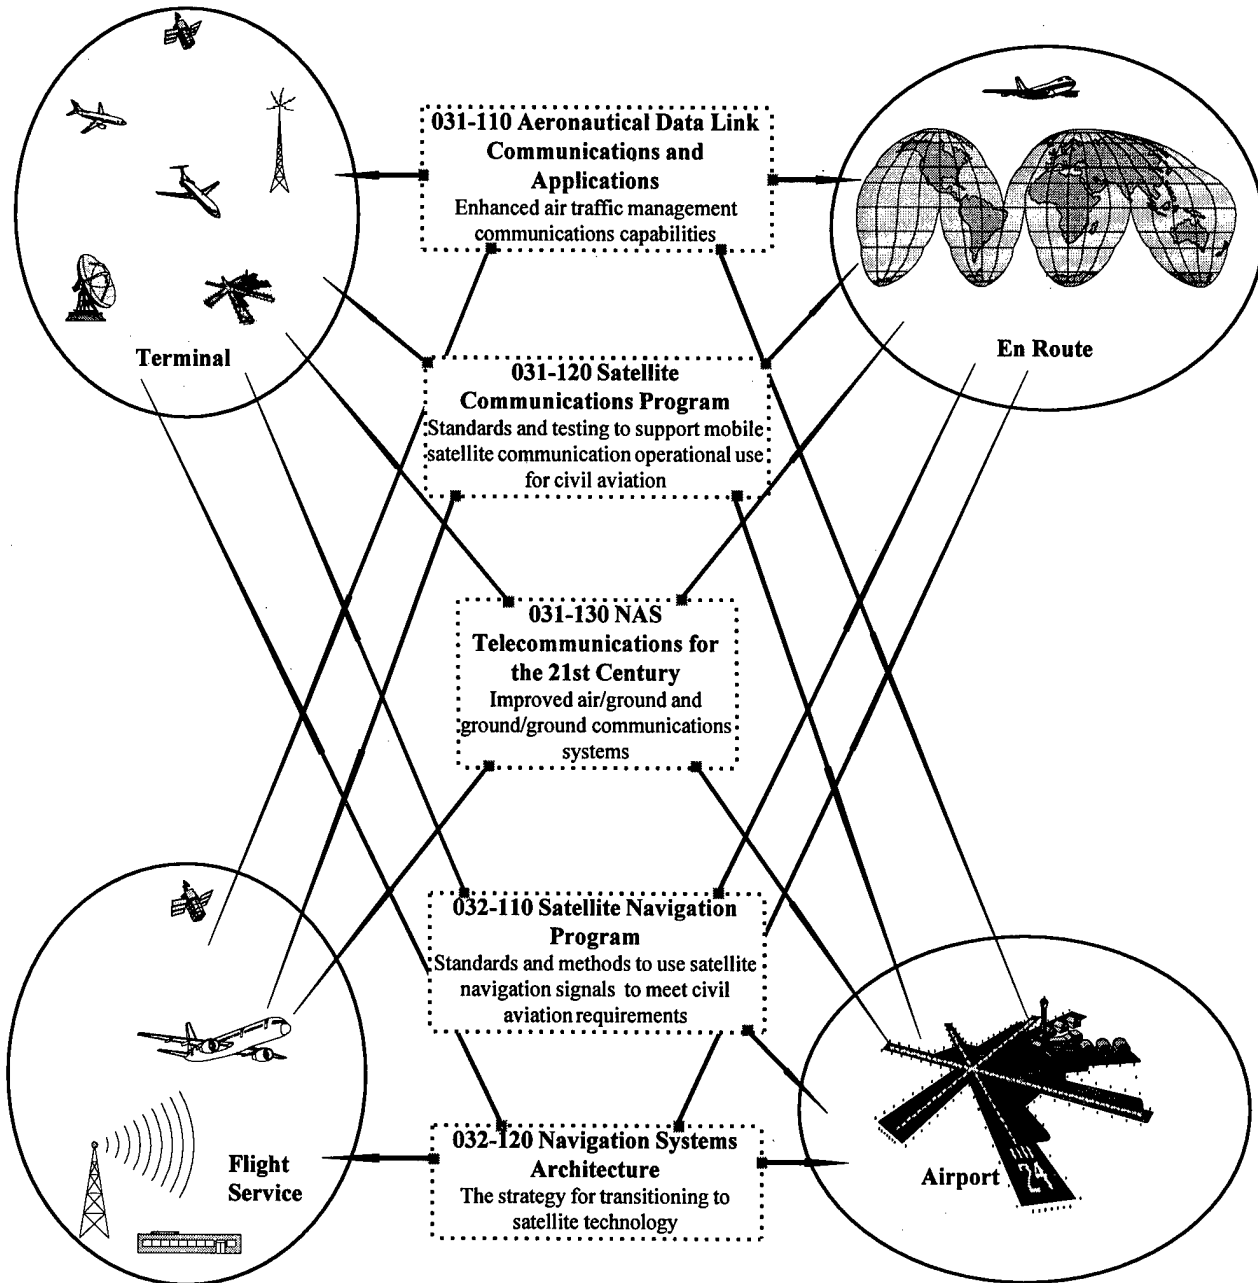 031-110 Aeronautical Data Link
Communications and
Applications
Enhanced air traffic management
communications capabilities
Terminal
En Route
031-120 Satellite
Communications Program
Standards and testing to support mobile
satellite communication operational use
for civil aviation
031-130 NAS
Telecommunications for
the 21st Century
Improved air/ground and
ground/ground communications
systems
032-110 Satellite Navigation
Program
Standards and methods to use satellite
navigation signals to meet civil
aviation requirements
032-120 Navigation Systems
Architecture
The strategy for transitioning to
satellite technology
Flight
Service
Airport
24